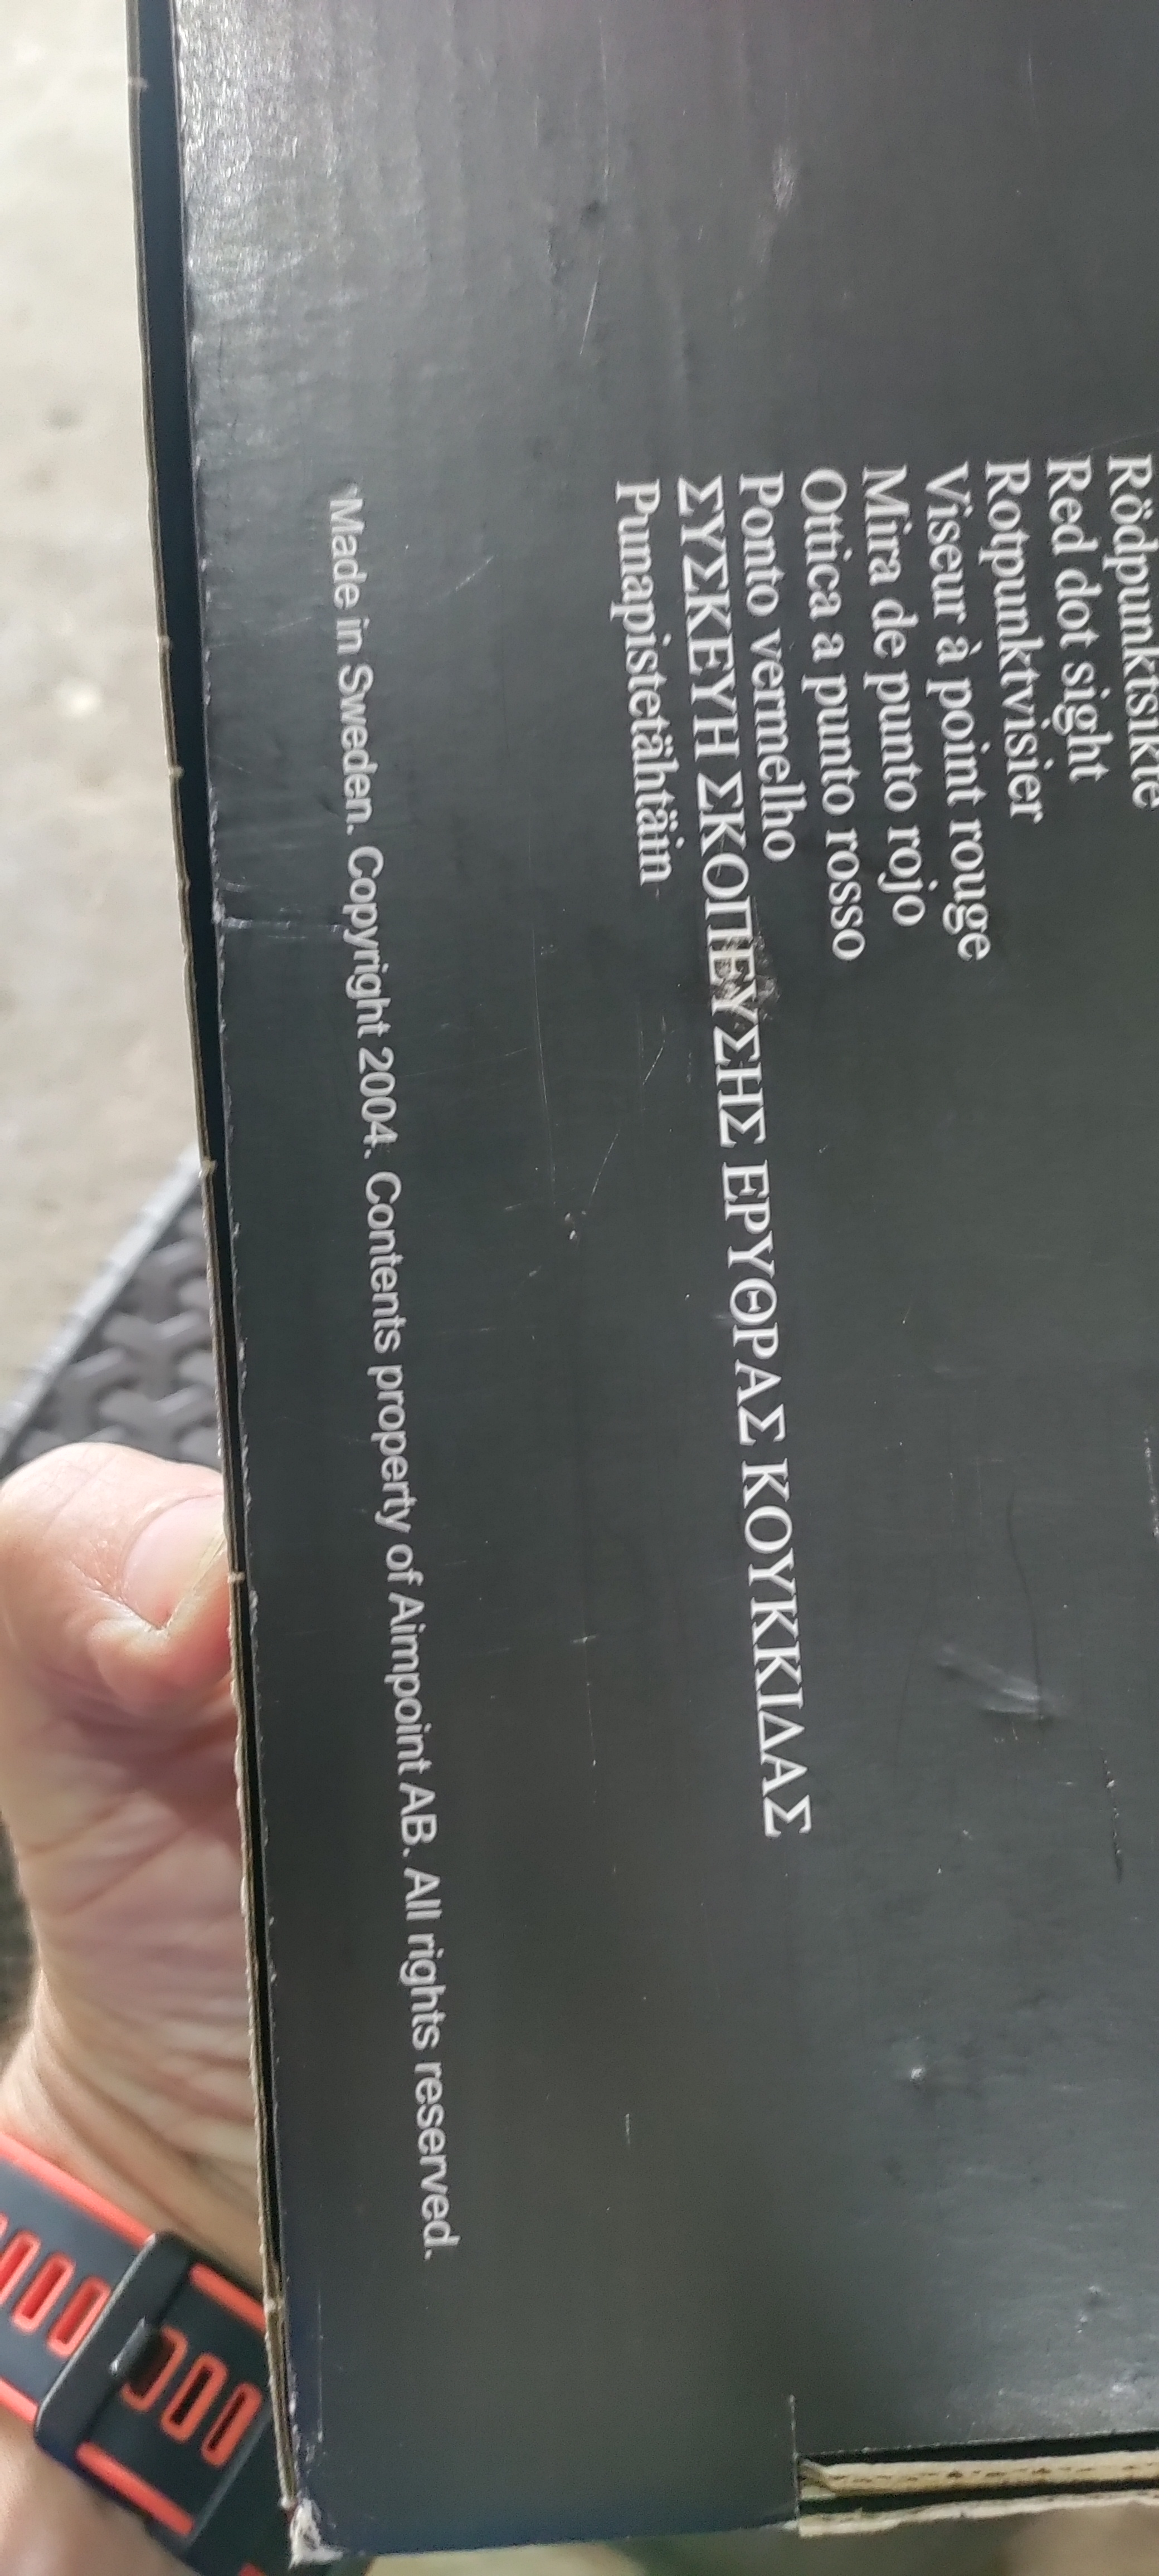 Rödpunktsikte
Red dot sight
Rotpunktvisier
Viseur à point rouge
Mira de punto rojo
Ottica a punto rosso
Ponto vermelho
ΣΥΣΚΕΥΗ ΣΚΟΠΕΥΣΗΣ ΕΡΥΘΡΑΣ ΚΟΥΚΚΙΔΑΣ
Punapistetähtäin
Made in Sweden. Copyright 2004. Contents property of Aimpoint AB. All rights reserved.